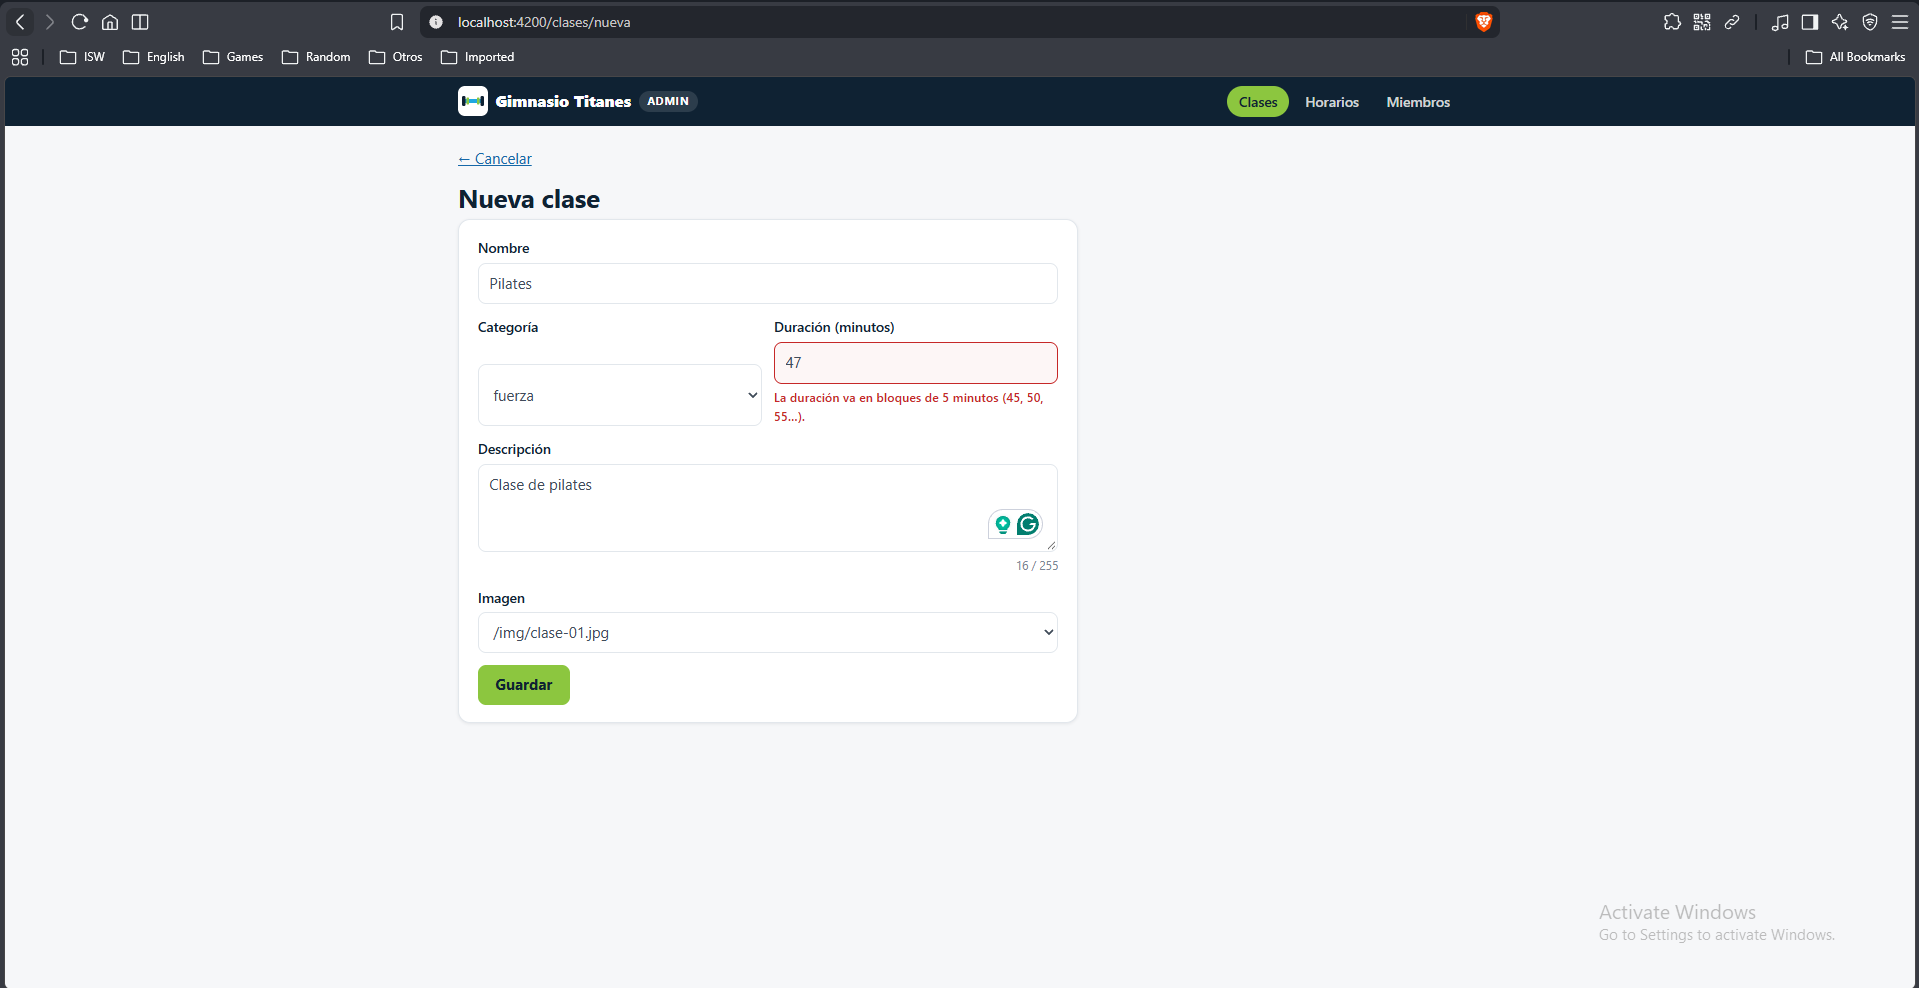 localhost:4200/clases/nueva
ISW
English
Games
Random
Otros
Imported
All Bookmarks
Gimnasio Titanes
ADMIN
Clases
Horarios
Miembros
← Cancelar
Nueva clase
Nombre
Pilates
Categoría
Duración (minutos)
47
fuerza
La duración va en bloques de 5 minutos (45, 50,
55...).
Descripción
Clase de pilates
16 / 255
Imagen
/img/clase-01.jpg
Guardar
Activate Windows
Go to Settings to activate Windows.